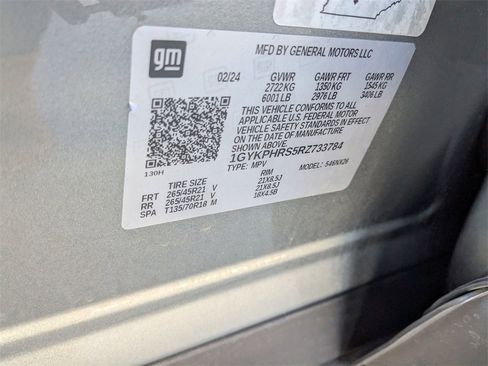 gm
MFD BY GENERAL MOTORS LLC
02/24 GVWR GAWR FRT GAWR RR
2722 KG 1350 KG 1545 KG
6001 LB 2976 LB 3406 LB
THIS VEHICLE CONFORMS TO ALL
APPLICABLE U.S. FEDERAL MOTOR
VEHICLE SAFETY STANDARDS IN EFFECT
ON THE DATE OF MANUFACTURE
SHOWN ABOVE.
1GYKPHRS5RZ733784
TYPE: MPV MODEL: 546NX26
130H
TIRE SIZE RIM
FRT 265/45R21 V 21X8.5J
RR 265/45R21 V 21X8.5J
SPA T135/70R18 M 18X4.5B